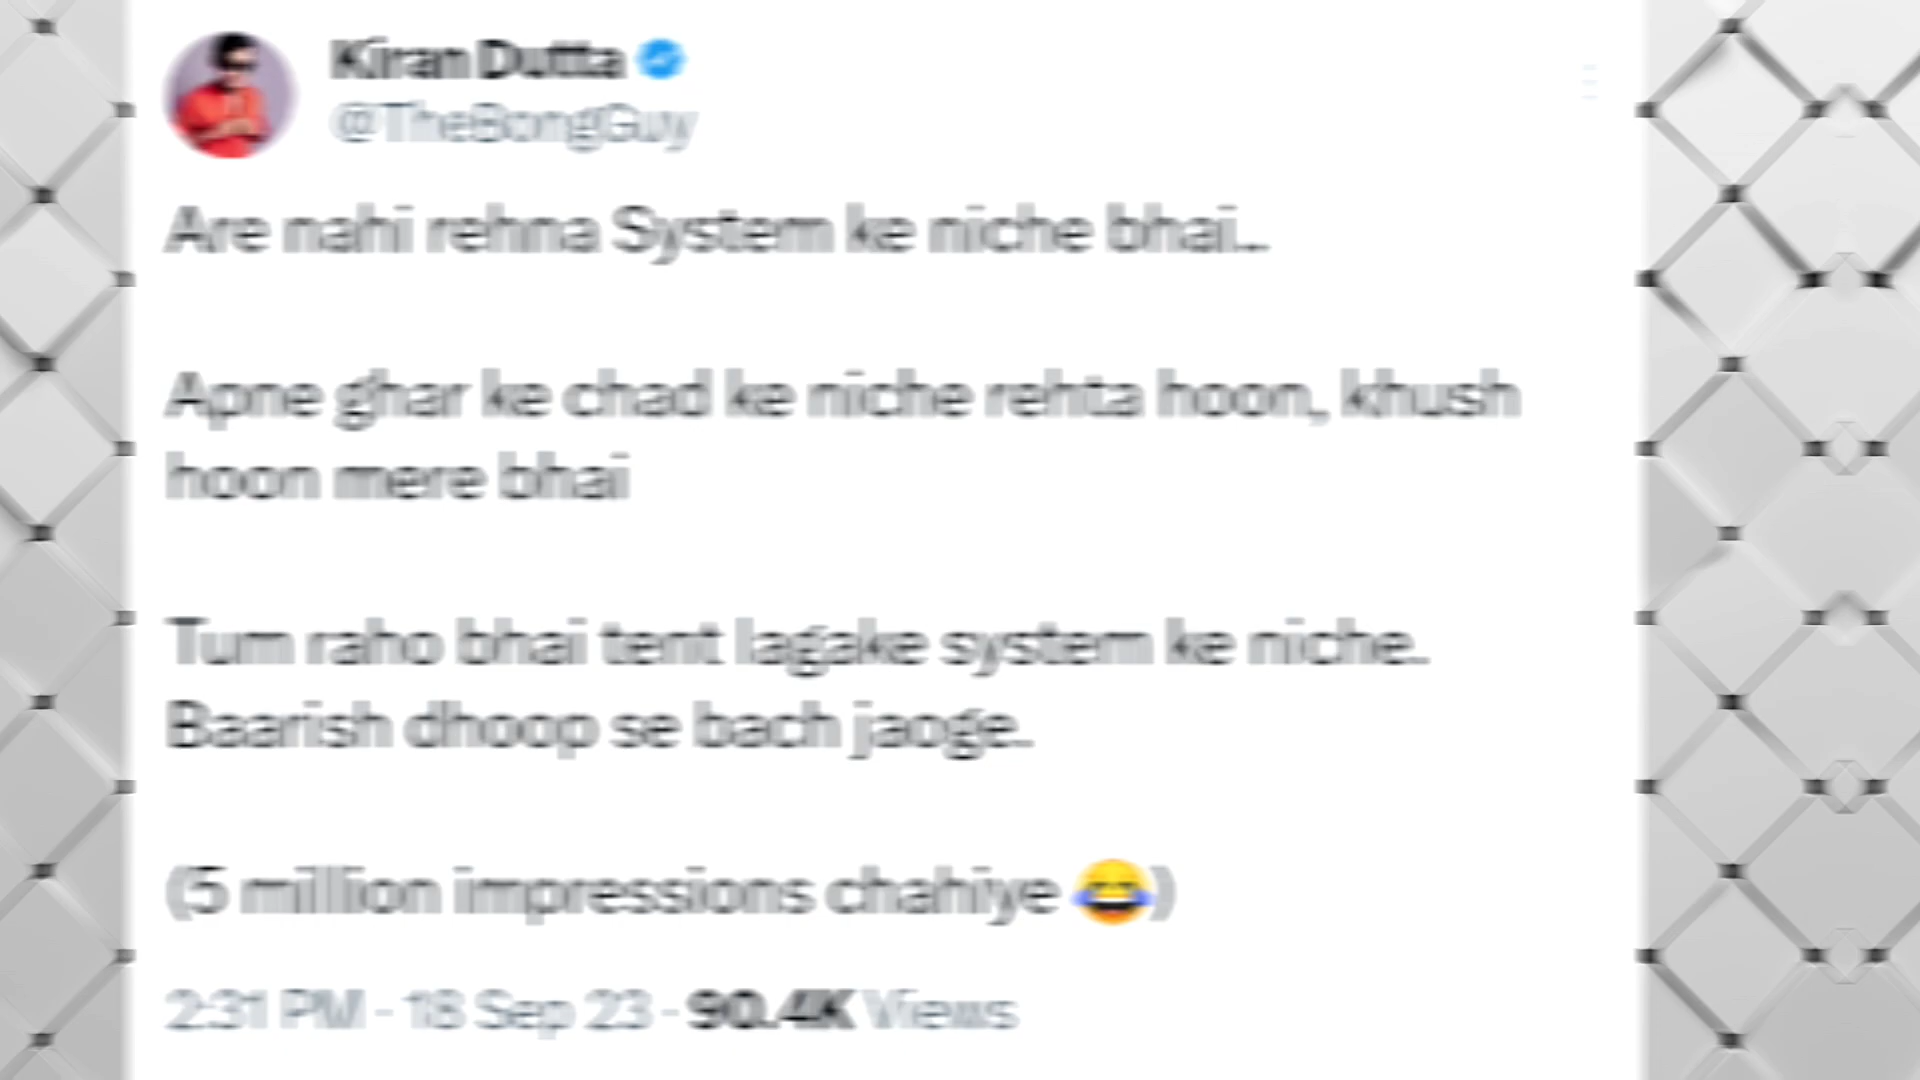 Kiran Dutta
@TheBongGuy
Are nahi rehna System ke niche bhai...
Apne ghar ke chad ke niche rehta hoon, khush
hoon mere bhai
Tum raho bhai tent lagake system ke niche.
Baarish dhoop se bach jaoge.
(5 million impressions chahiye 😂)
2:31 PM · 18 Sep 23 · 90.4K Views